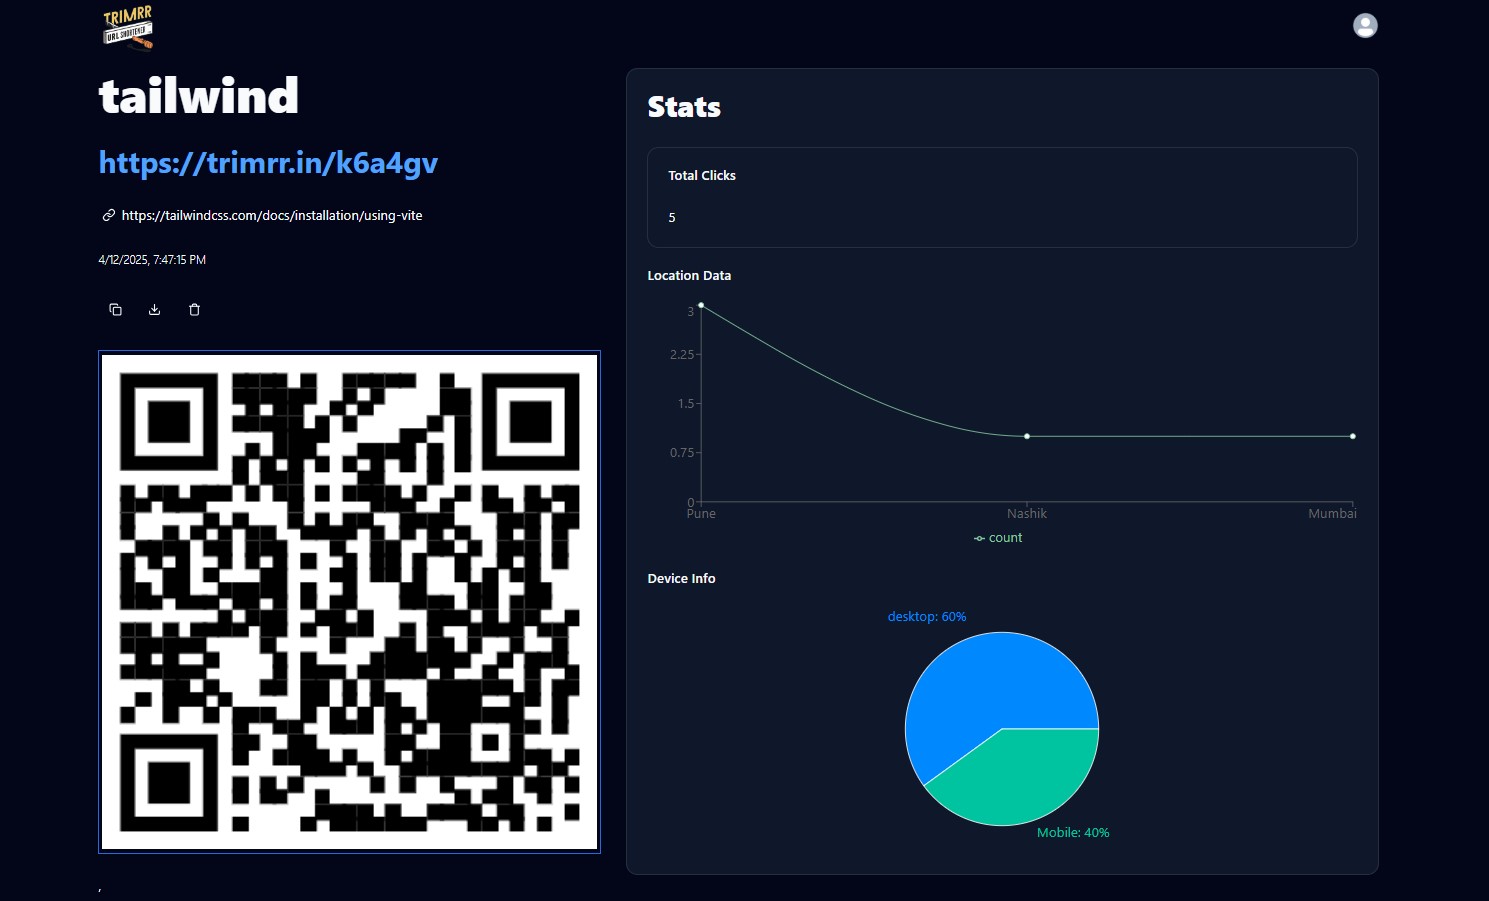 TRIMRR
URL SHORTENER
tailwind
https://trimrr.in/k6a4gv
https://tailwindcss.com/docs/installation/using-vite
4/12/2025, 7:47:15 PM
,
Stats
Total Clicks
5
Location Data
3
2.25
1.5
0.75
0
Pune Nashik Mumbai
count
Device Info
desktop: 60%
Mobile: 40%